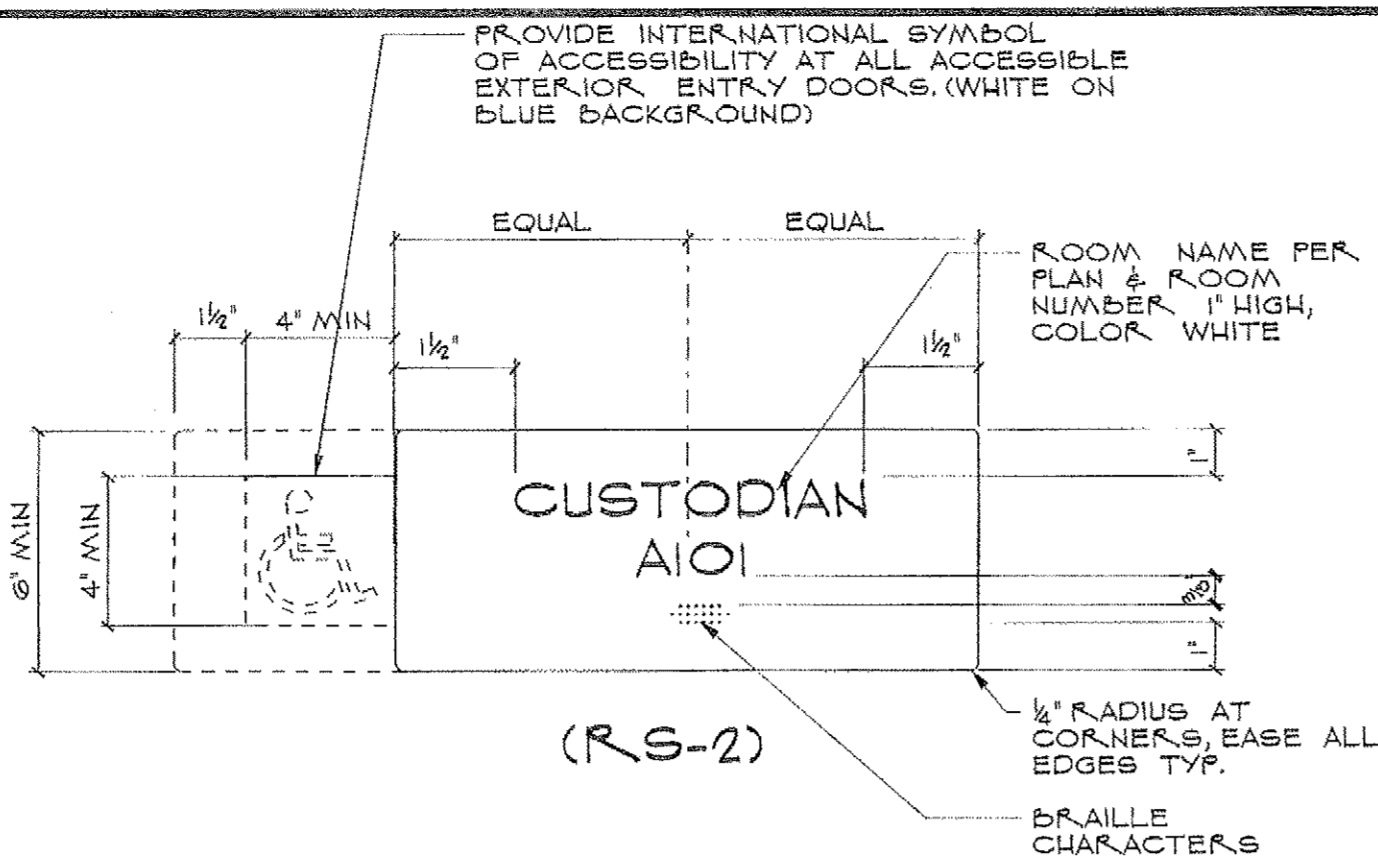 PROVIDE INTERNATIONAL SYMBOL
OF ACCESSIBILITY AT ALL ACCESSIBLE
EXTERIOR ENTRY DOORS. (WHITE ON
BLUE BACKGROUND)
EQUAL
EQUAL
ROOM NAME PER
PLAN & ROOM
NUMBER 1" HIGH,
COLOR WHITE
1½"
4" MIN
1½"
1½"
6" MIN
4" MIN
1"
CUSTODIAN
A101
1"
(RS-2)
¼" RADIUS AT
CORNERS, EASE ALL
EDGES TYP.
BRAILLE
CHARACTERS